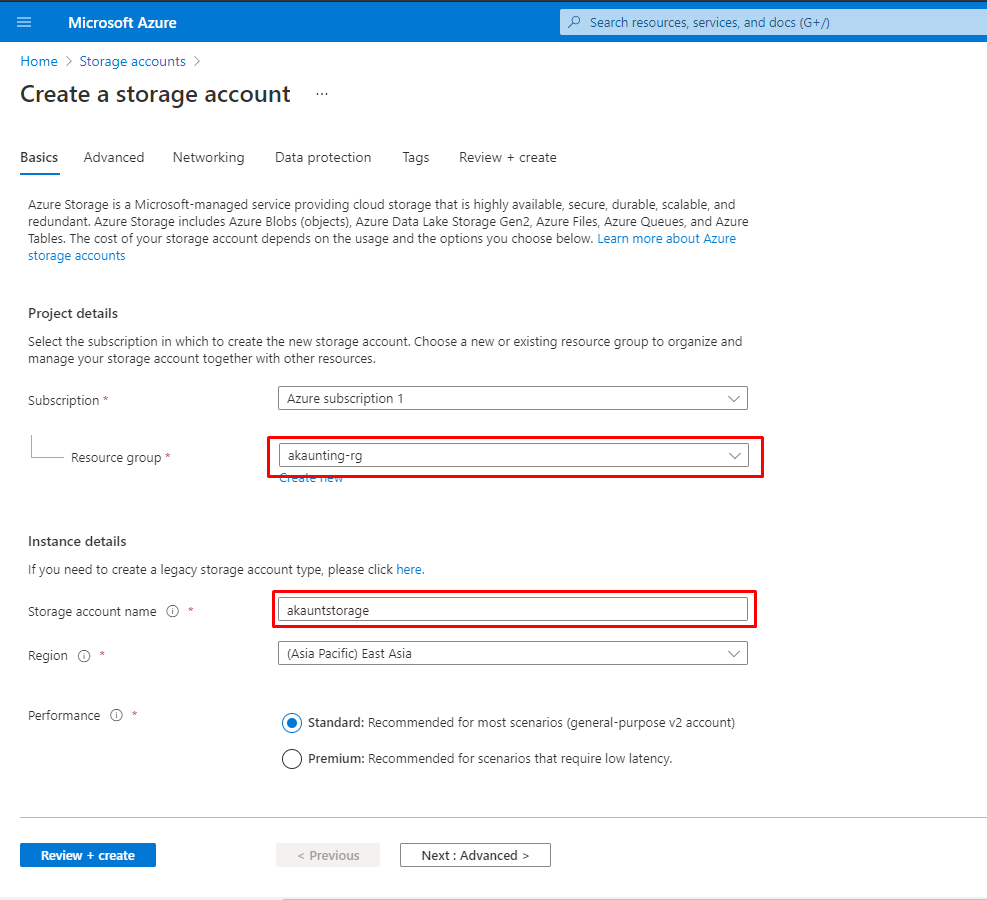 Microsoft Azure
Search resources, services, and docs (G+/)
Home > Storage accounts >
Create a storage account ...
Basics Advanced Networking Data protection Tags Review + create
Azure Storage is a Microsoft-managed service providing cloud storage that is highly available, secure, durable, scalable, and
redundant. Azure Storage includes Azure Blobs (objects), Azure Data Lake Storage Gen2, Azure Files, Azure Queues, and Azure
Tables. The cost of your storage account depends on the usage and the options you choose below. Learn more about Azure
storage accounts
Project details
Select the subscription in which to create the new storage account. Choose a new or existing resource group to organize and
manage your storage account together with other resources.
Subscription * Azure subscription 1
Resource group * akaunting-rg
Create new
Instance details
If you need to create a legacy storage account type, please click here.
Storage account name * akauntstorage
Region * (Asia Pacific) East Asia
Performance *
Standard: Recommended for most scenarios (general-purpose v2 account)
Premium: Recommended for scenarios that require low latency.
Review + create < Previous Next : Advanced >